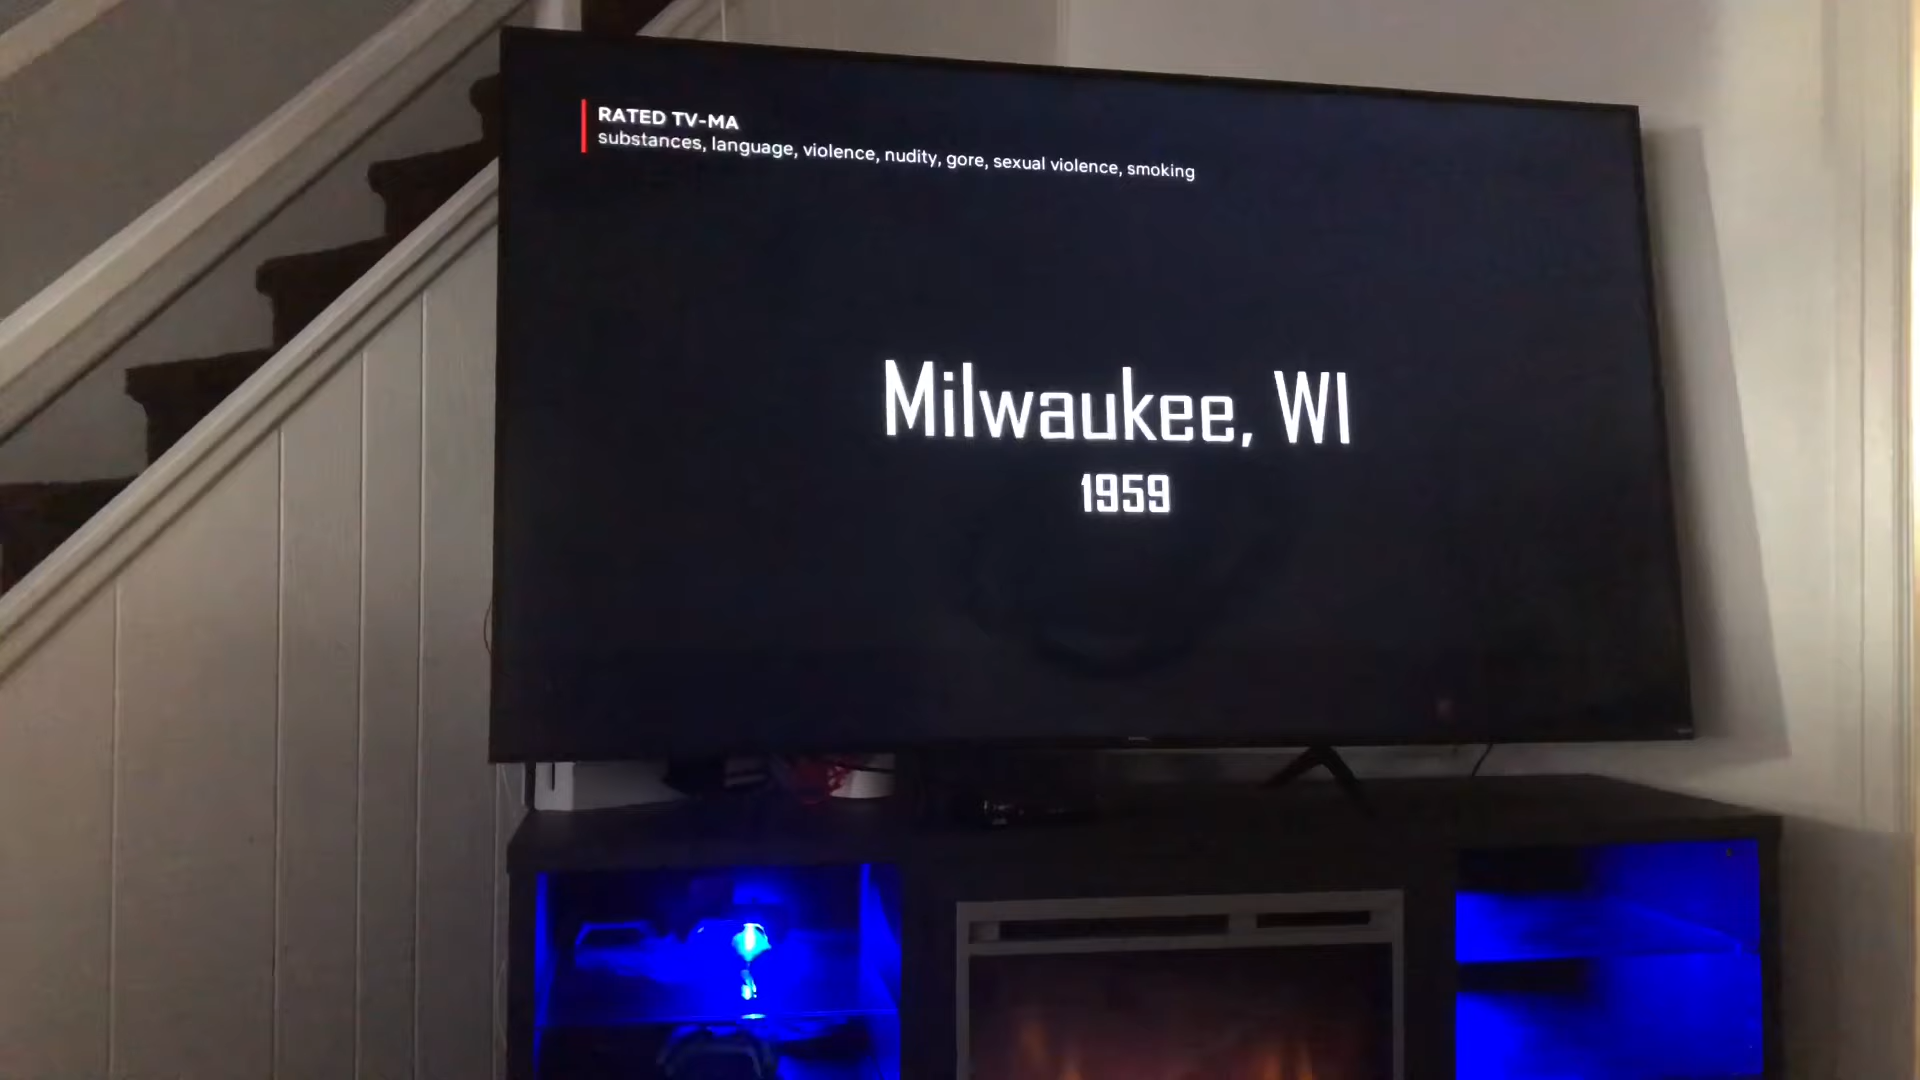 RATED TV-MA
substances, language, violence, nudity, gore, sexual violence, smoking
Milwaukee, WI
1959